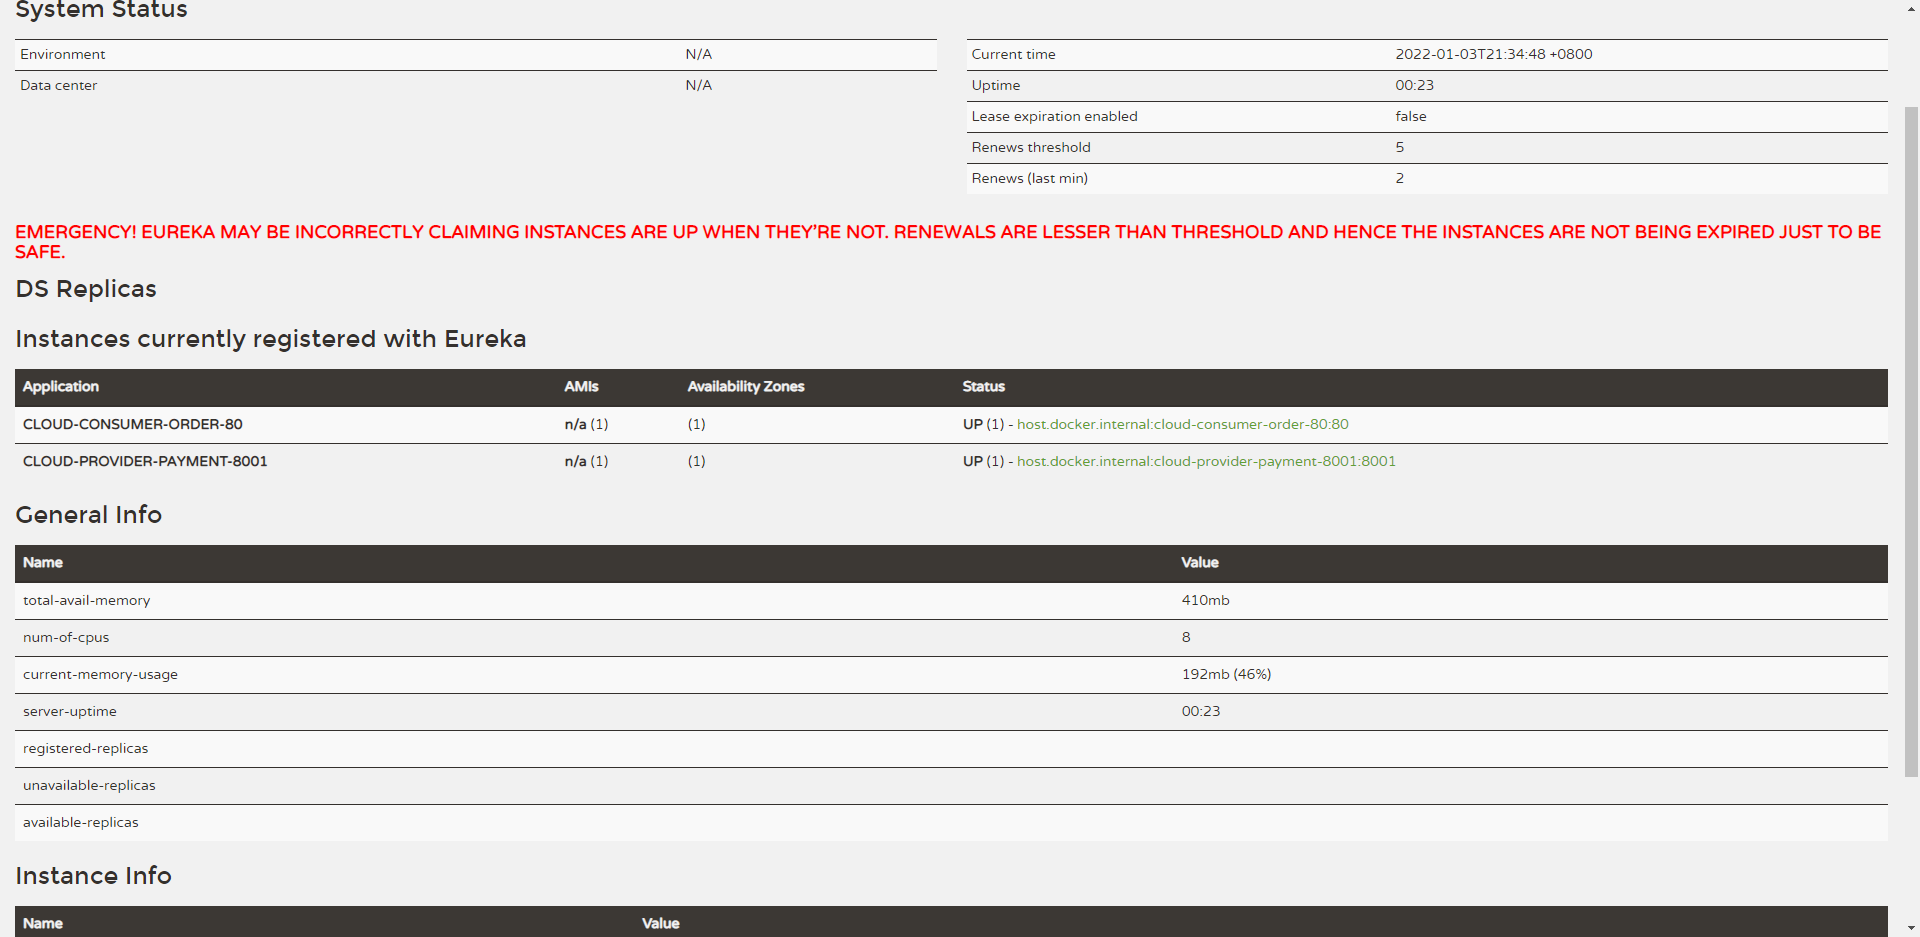 System Status
Environment N/A
Data center N/A
Current time 2022-01-03T21:34:48 +0800
Uptime 00:23
Lease expiration enabled false
Renews threshold 5
Renews (last min) 2
EMERGENCY! EUREKA MAY BE INCORRECTLY CLAIMING INSTANCES ARE UP WHEN THEY'RE NOT. RENEWALS ARE LESSER THAN THRESHOLD AND HENCE THE INSTANCES ARE NOT BEING EXPIRED JUST TO BE
SAFE.
DS Replicas
Instances currently registered with Eureka
Application AMIs Availability Zones Status
CLOUD-CONSUMER-ORDER-80 n/a (1) (1) UP (1) - host.docker.internal:cloud-consumer-order-80:80
CLOUD-PROVIDER-PAYMENT-8001 n/a (1) (1) UP (1) - host.docker.internal:cloud-provider-payment-8001:8001
General Info
Name Value
total-avail-memory 410mb
num-of-cpus 8
current-memory-usage 192mb (46%)
server-uptime 00:23
registered-replicas
unavailable-replicas
available-replicas
Instance Info
Name Value